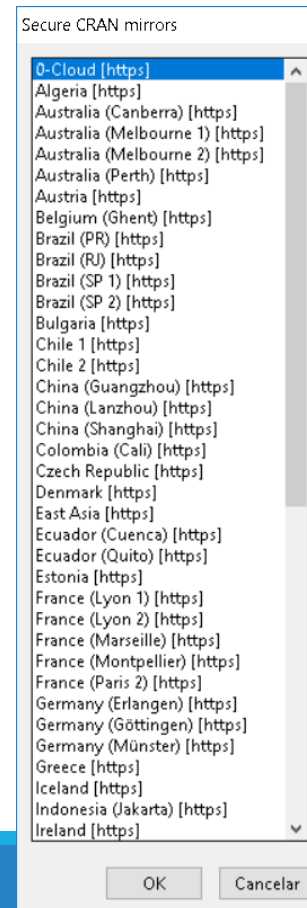 Secure CRAN mirrors
0-Cloud [https]
Algeria [https]
Australia (Canberra) [https]
Australia (Melbourne 1) [https]
Australia (Melbourne 2) [https]
Australia (Perth) [https]
Austria [https]
Belgium (Ghent) [https]
Brazil (PR) [https]
Brazil (RJ) [https]
Brazil (SP 1) [https]
Brazil (SP 2) [https]
Bulgaria [https]
Chile 1 [https]
Chile 2 [https]
China (Guangzhou) [https]
China (Lanzhou) [https]
China (Shanghai) [https]
Colombia (Cali) [https]
Czech Republic [https]
Denmark [https]
East Asia [https]
Ecuador (Cuenca) [https]
Ecuador (Quito) [https]
Estonia [https]
France (Lyon 1) [https]
France (Lyon 2) [https]
France (Marseille) [https]
France (Montpellier) [https]
France (Paris 2) [https]
Germany (Erlangen) [https]
Germany (Göttingen) [https]
Germany (Münster) [https]
Greece [https]
Iceland [https]
Indonesia (Jakarta) [https]
Ireland [https]
OK Cancelar